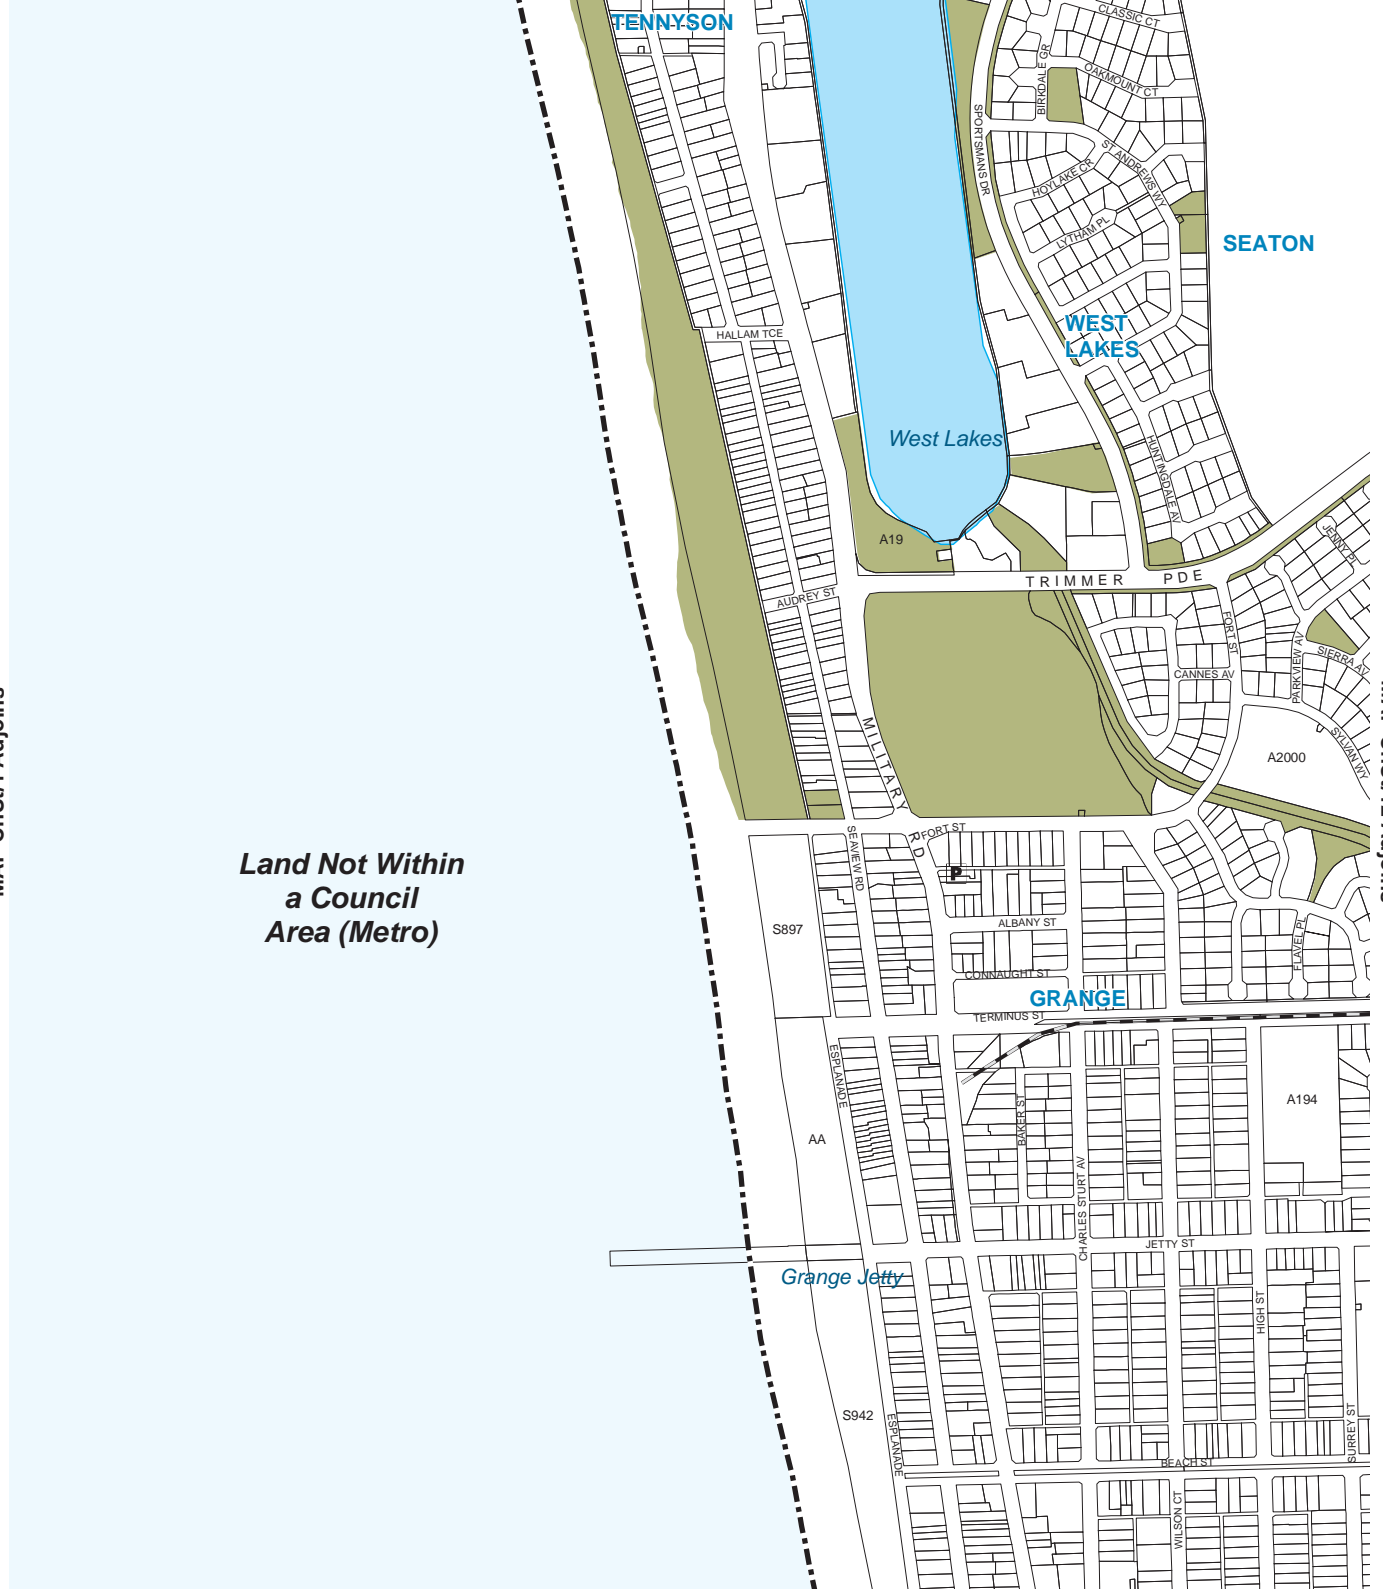 CLASSIC CT
TENNYSON
BIRKDALE GR
OAKMOUNT CT
SPORTSMANS DR
ST ANDREWS WY
HOYLAKE CR
LYTHAM PL
SEATON
WEST
LAKES
HALLAM TCE
West Lakes
HUNTINGDALE AV
A19
JENNY PL
TRIMMER PDE
AUDREY ST
FORT ST
PARKVIEW AV
SIERRA AV
CANNES AV
MILITARY RD
SYLVAN WY
A2000
FORT ST
SEAVIEW RD
P
Land Not Within
a Council
Area (Metro)
ALBANY ST
S897
FLAVEL PL
CONNAUGHT ST
GRANGE
TERMINUS ST
ESPLANADE
A194
BAKER ST
AA
CHARLES STURT AV
JETTY ST
Grange Jetty
HIGH ST
S942
ESPLANADE
SURREY ST
BEACH ST
WILSON CT